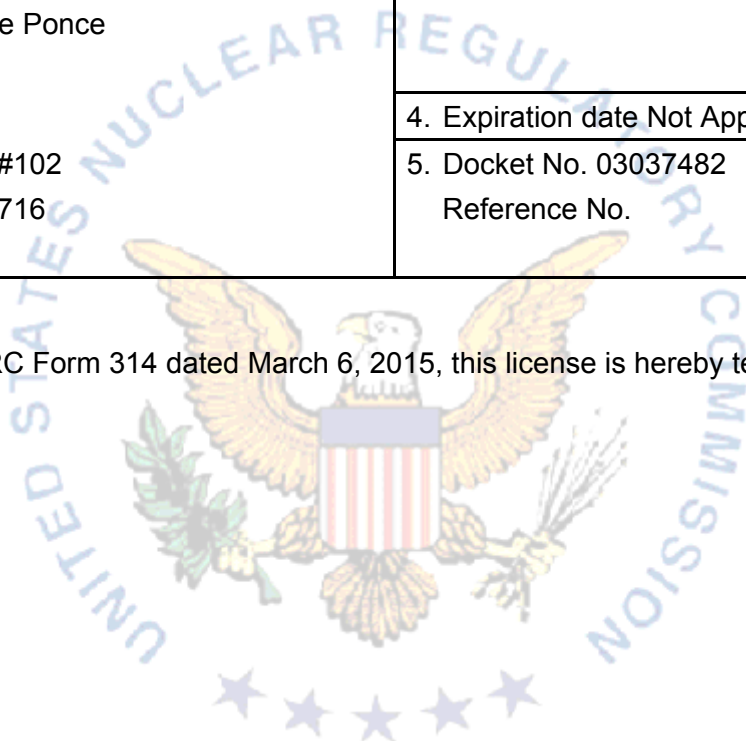 e Ponce
4. Expiration date Not App
#102
5. Docket No. 03037482
716
Reference No.
RC Form 314 dated March 6, 2015, this license is hereby te
UNITED STATES NUCLEAR REGULATORY COMMISSION